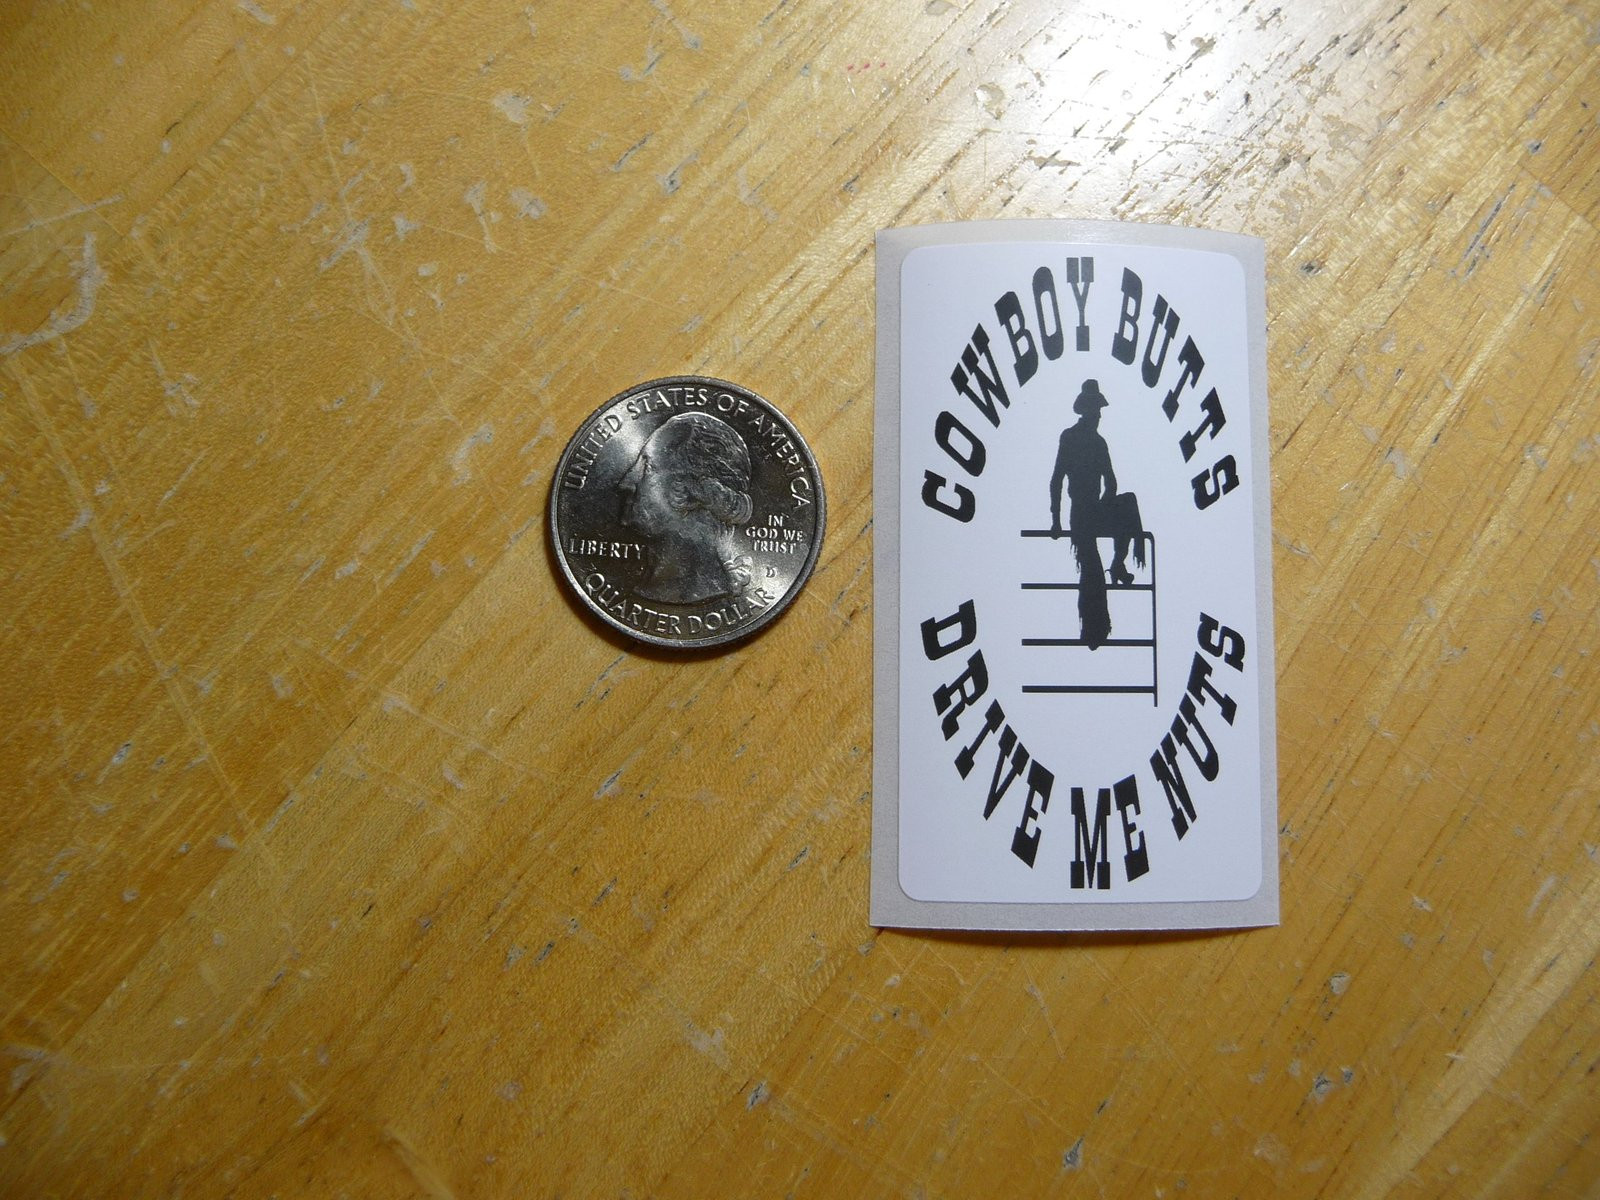 UNITED STATES OF AMERICA
LIBERTY
IN
GOD WE
TRUST
D
QUARTER DOLLAR
COWBOY BUTTS
DRIVE ME NUTS